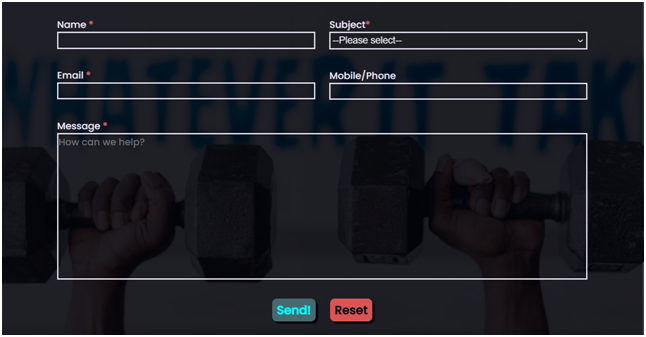 WHATEVER IT TAK
Name *
Subject*
--Please select--
Email *
Mobile/Phone
Message *
How can we help?
Send!
Reset